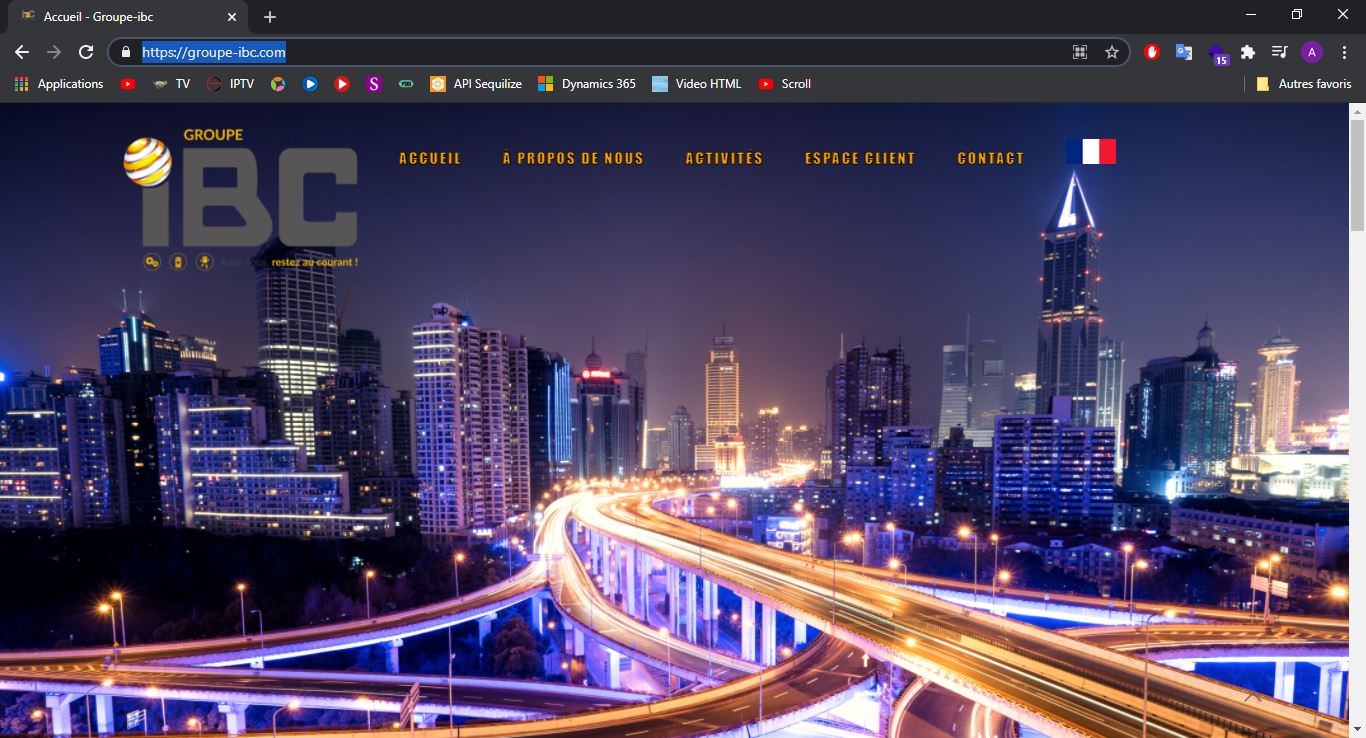 Accueil - Groupe-ibc
https://groupe-ibc.com
15
A
Applications
TV
IPTV
S
API Sequilize
Dynamics 365
Video HTML
Scroll
Autres favoris
GROUPE
iBC
Avec nous, restez au courant !
ACCUEIL
À PROPOS DE NOUS
ACTIVITÉS
ESPACE CLIENT
CONTACT